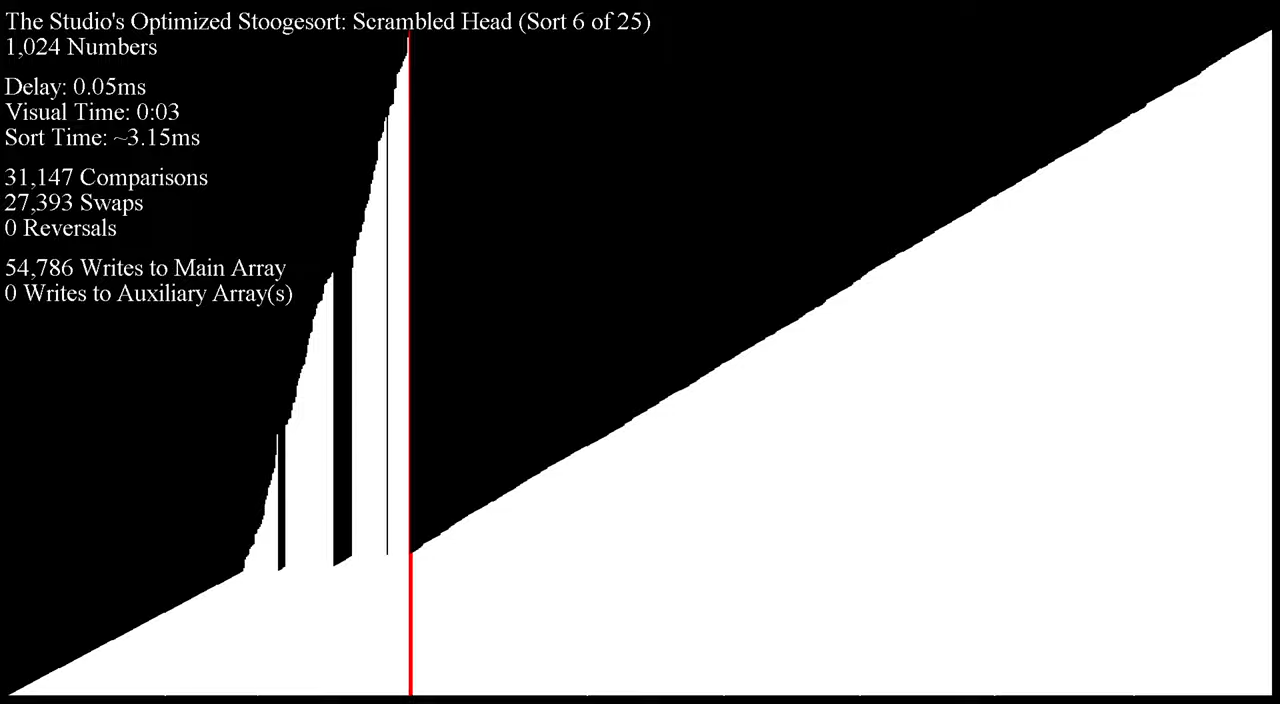 The Studio's Optimized Stoogesort: Scrambled Head (Sort 6 of 25)
1,024 Numbers
Delay: 0.05ms
Visual Time: 0:03
Sort Time: ~3.15ms
31,147 Comparisons
27,393 Swaps
0 Reversals
54,786 Writes to Main Array
0 Writes to Auxiliary Array(s)